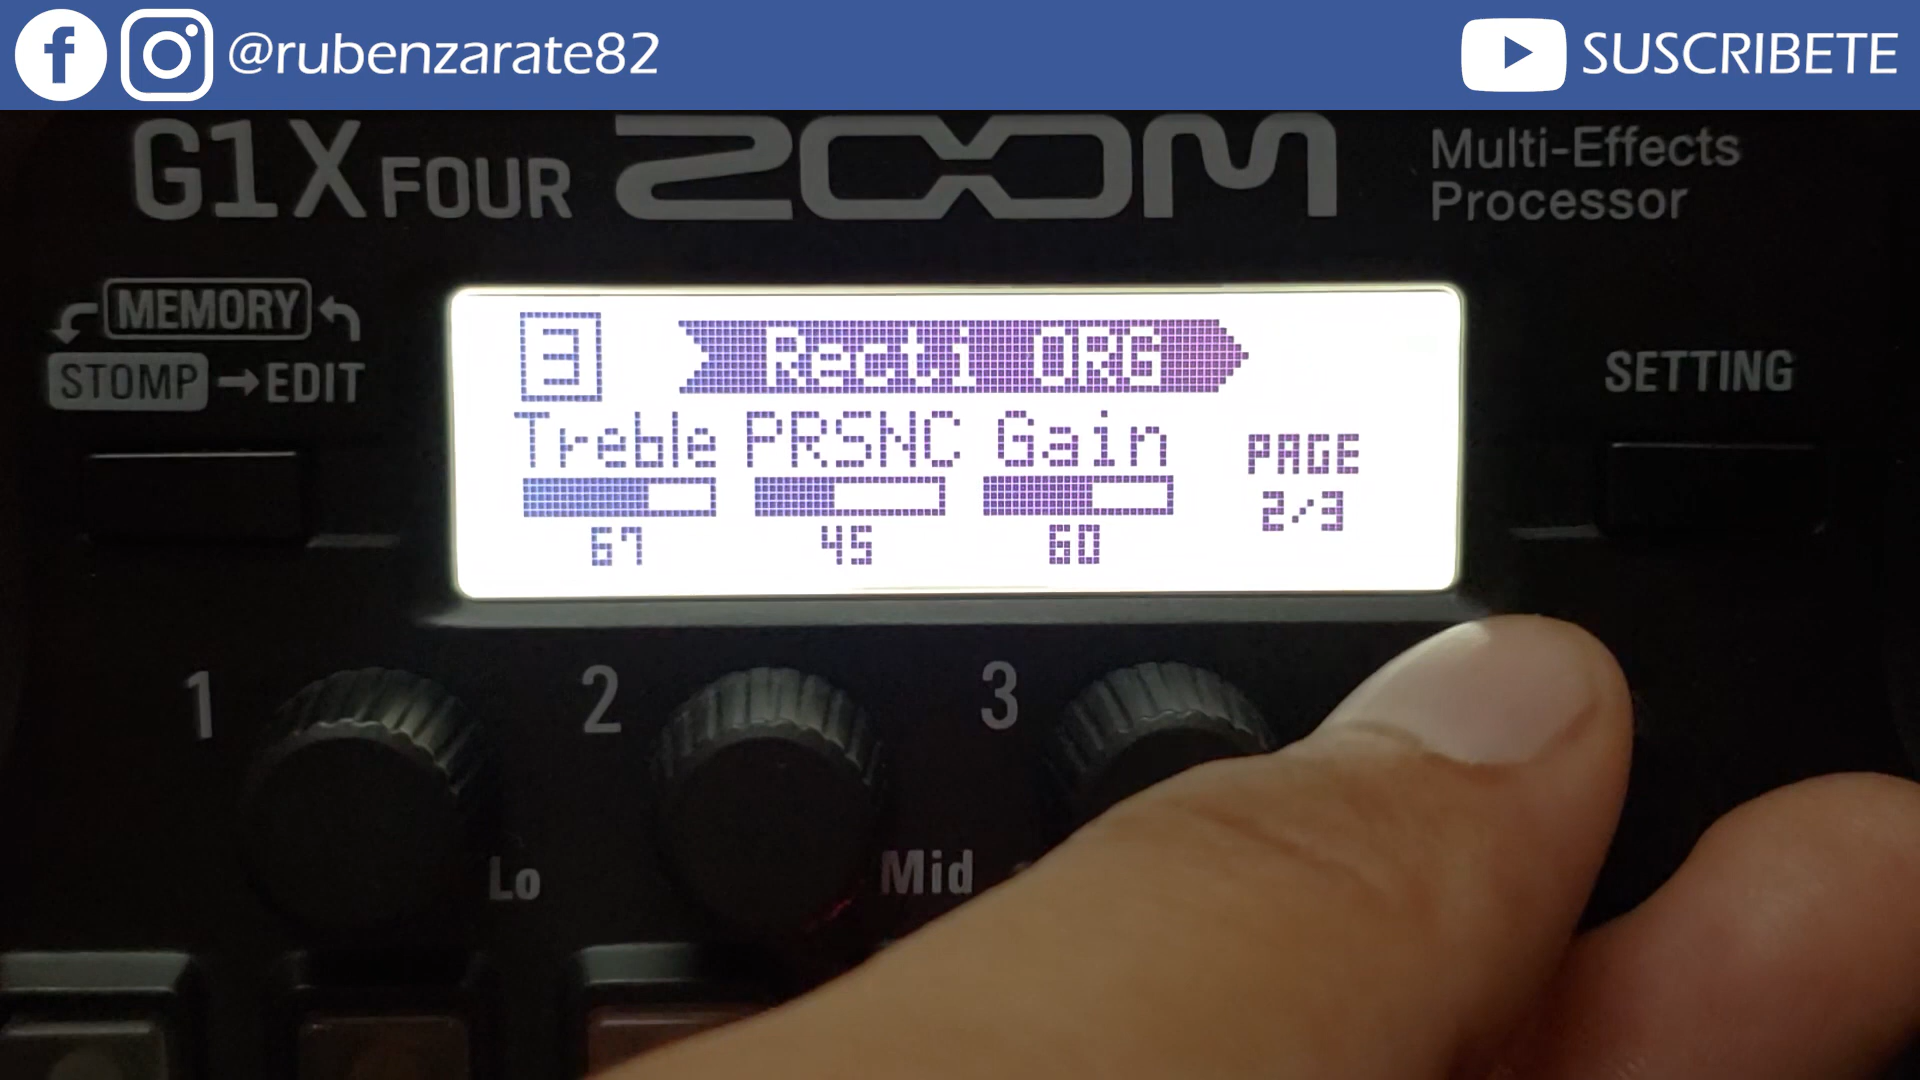 @rubenzarate82
SUSCRIBETE
G1X FOUR ZOOM
Multi-Effects
Processor
MEMORY
STOMP → EDIT
SETTING
3 Recti ORG
Treble PRSNC Gain
67 45 60
PAGE
2/3
1 2 3
Lo Mid